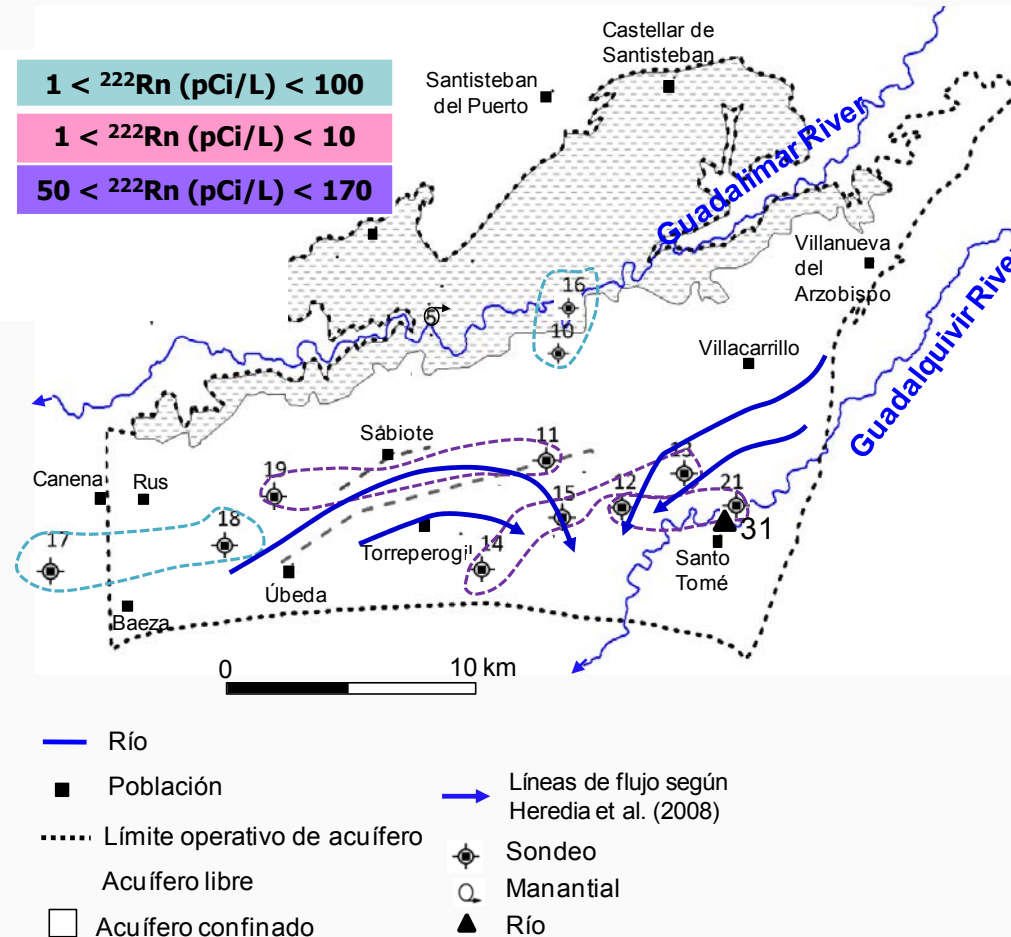 1 < ²²²Rn (pCi/L) < 100
1 < ²²²Rn (pCi/L) < 10
50 < ²²²Rn (pCi/L) < 170
Castellar de
Santisteban
Santisteban
del Puerto
Guadalimar River
Villanueva
del
Arzobispo
Guadalquivir River
16
5
10
Villacarrillo
Sabiote
11
13
19
12
21
15
31
Canena
Rus
18
17
14
Torreperogil
Santo
Tomé
Úbeda
Baeza
0
10 km
Río
Población
Límite operativo de acuífero
Acuífero libre
Acuífero confinado
Líneas de flujo según
Heredia et al. (2008)
Sondeo
Manantial
Río